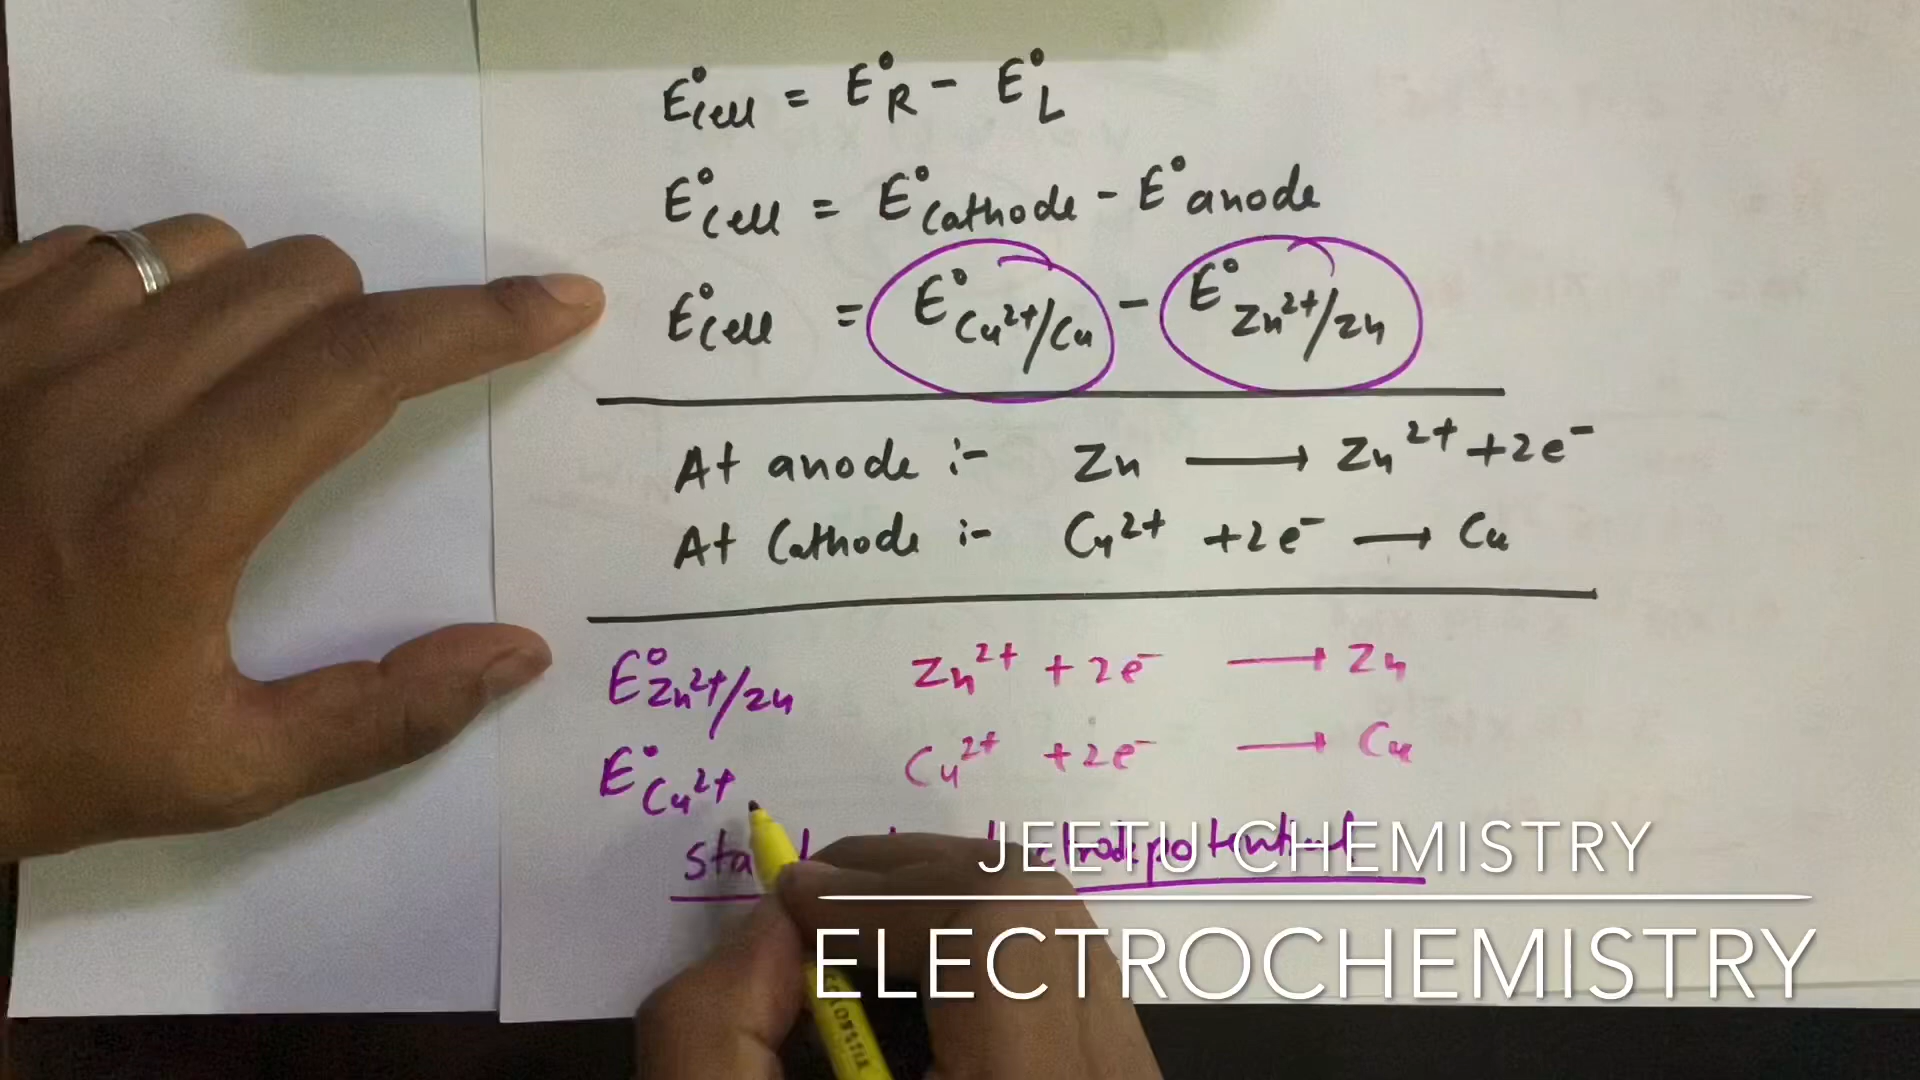 E°cell = E°R - E°L
E°cell = E°cathode - E°anode
E°cell = E°Cu²⁺/Cu - E°Zn²⁺/Zn
At anode :- Zn ⟶ Zn²⁺ + 2e⁻
At Cathode :- Cu²⁺ + 2e⁻ ⟶ Cu
E°Zn²⁺/Zn Zn²⁺ + 2e⁻ ⟶ Zn
E°Cu²⁺ Cu²⁺ + 2e⁻ ⟶ Cu
potential
JEETU CHEMISTRY
ELECTROCHEMISTRY